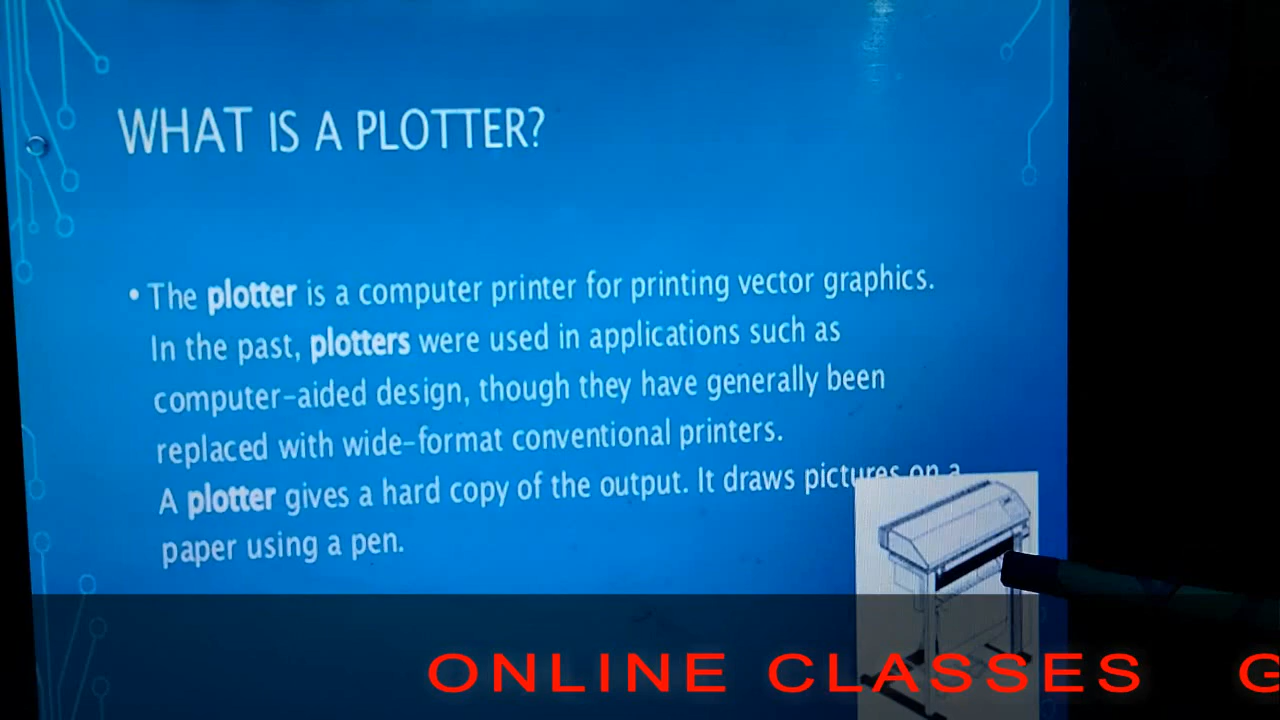 WHAT IS A PLOTTER?
• The plotter is a computer printer for printing vector graphics.
In the past, plotters were used in applications such as
computer-aided design, though they have generally been
replaced with wide-format conventional printers.
A plotter gives a hard copy of the output. It draws pictures on a
paper using a pen.
ONLINE CLASSES G